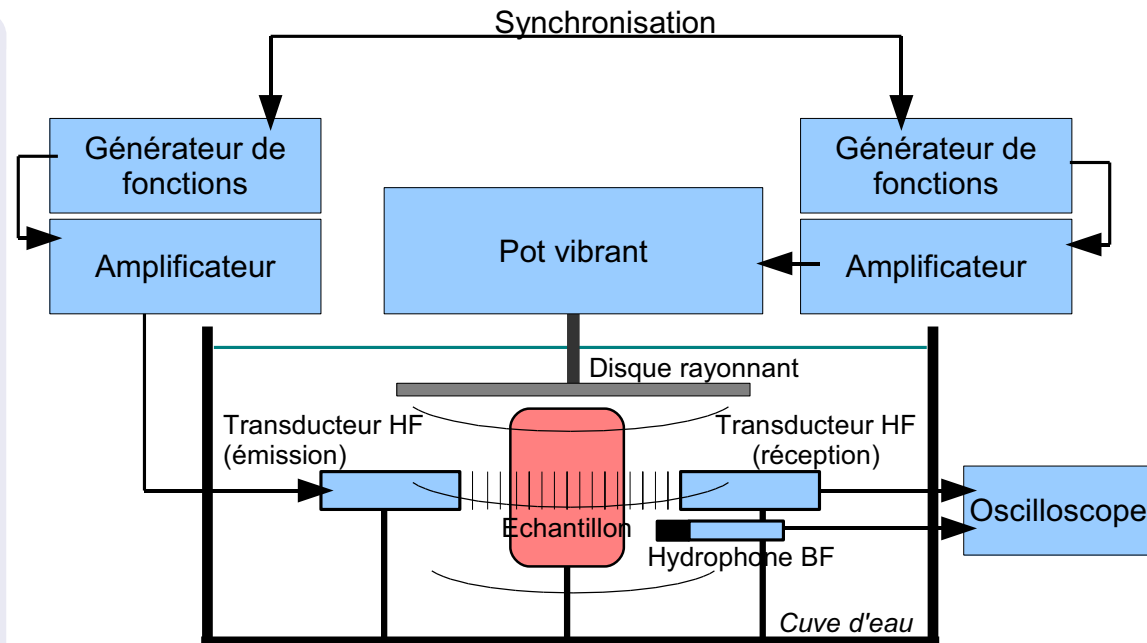 Synchronisation
Générateur de
fonctions
Générateur de
fonctions
Amplificateur
Pot vibrant
Amplificateur
Disque rayonnant
Transducteur HF
(émission)
Transducteur HF
(réception)
Echantillon
Oscilloscope
Hydrophone BF
Cuve d'eau